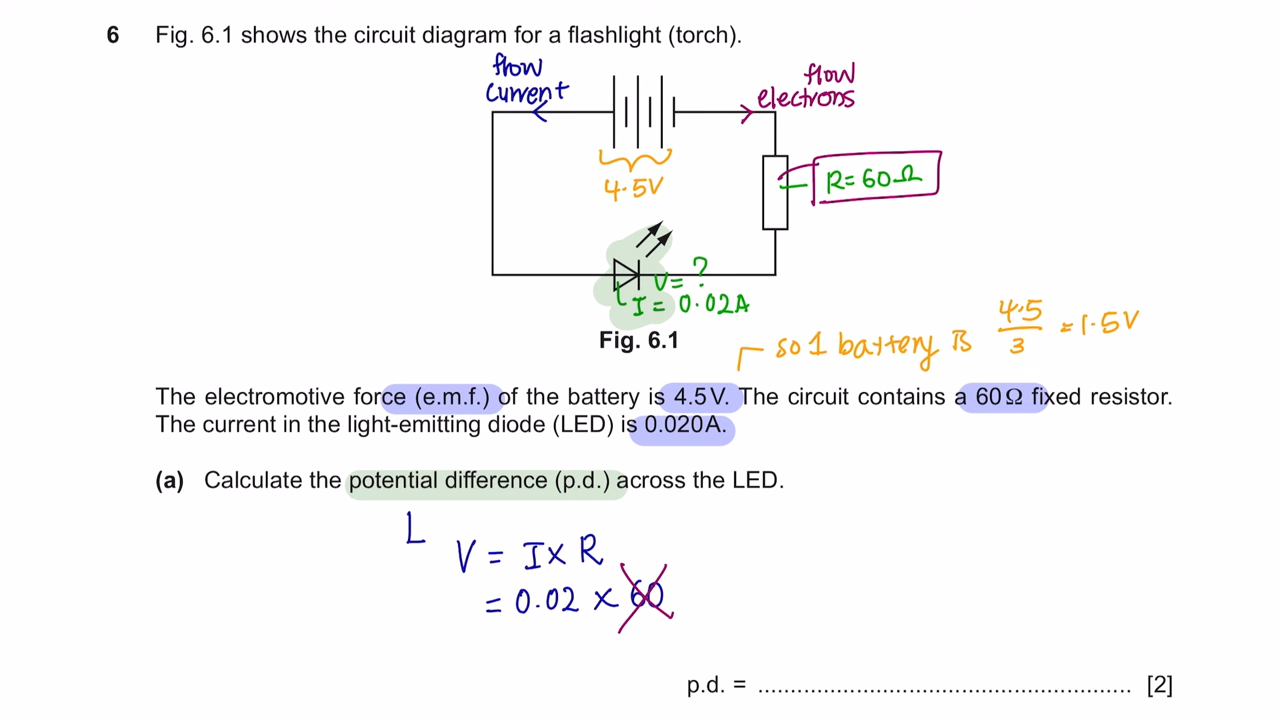 6 Fig. 6.1 shows the circuit diagram for a flashlight (torch).
flow
current
flow
electrons
4.5V
R=60Ω
V= ?
I = 0.02A
Fig. 6.1
so 1 battery is 4.5/3 = 1.5V
The electromotive force (e.m.f.) of the battery is 4.5 V. The circuit contains a 60 Ω fixed resistor.
The current in the light-emitting diode (LED) is 0.020 A.
(a) Calculate the potential difference (p.d.) across the LED.
V = I x R
= 0.02 x 60
p.d. = .......................................................... [2]